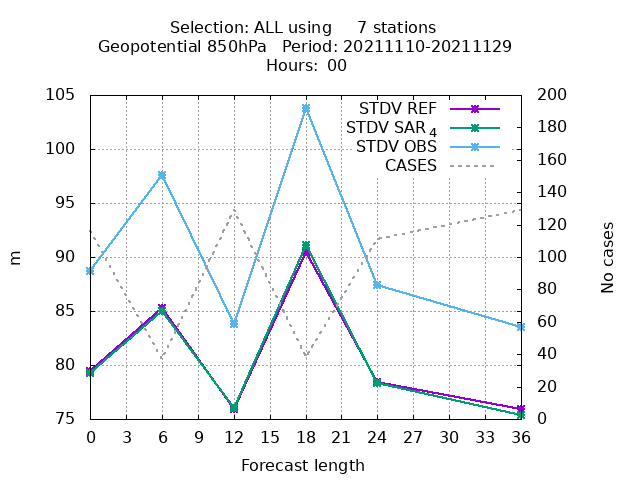 Selection: ALL using 7 stations
Geopotential 850hPa Period: 20211110-20211129
Hours: 00
STDV REF
STDV SAR4
STDV OBS
CASES
105
100
95
90
85
80
75
m
200
180
160
140
120
100
80
60
40
20
0
No cases
0 3 6 9 12 15 18 21 24 27 30 33 36
Forecast length